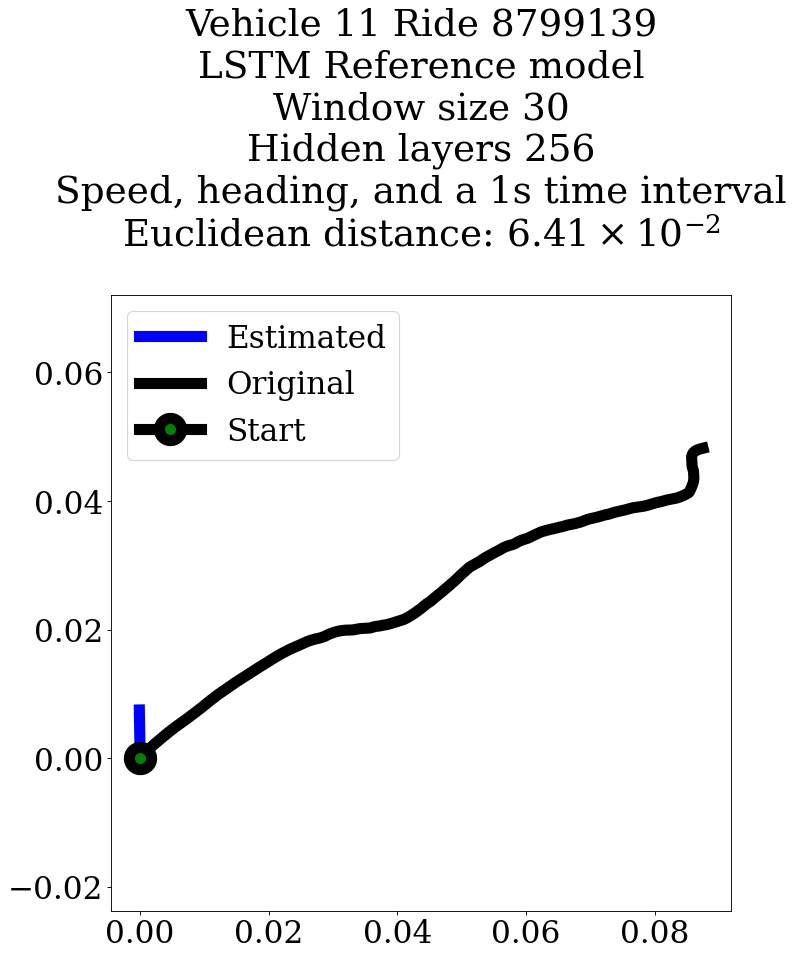 Vehicle 11 Ride 8799139
LSTM Reference model
Window size 30
Hidden layers 256
Speed, heading, and a 1s time interval
Euclidean distance: 6.41 × 10⁻²
Estimated
Original
Start
0.06
0.04
0.02
0.00
−0.02
0.00 0.02 0.04 0.06 0.08